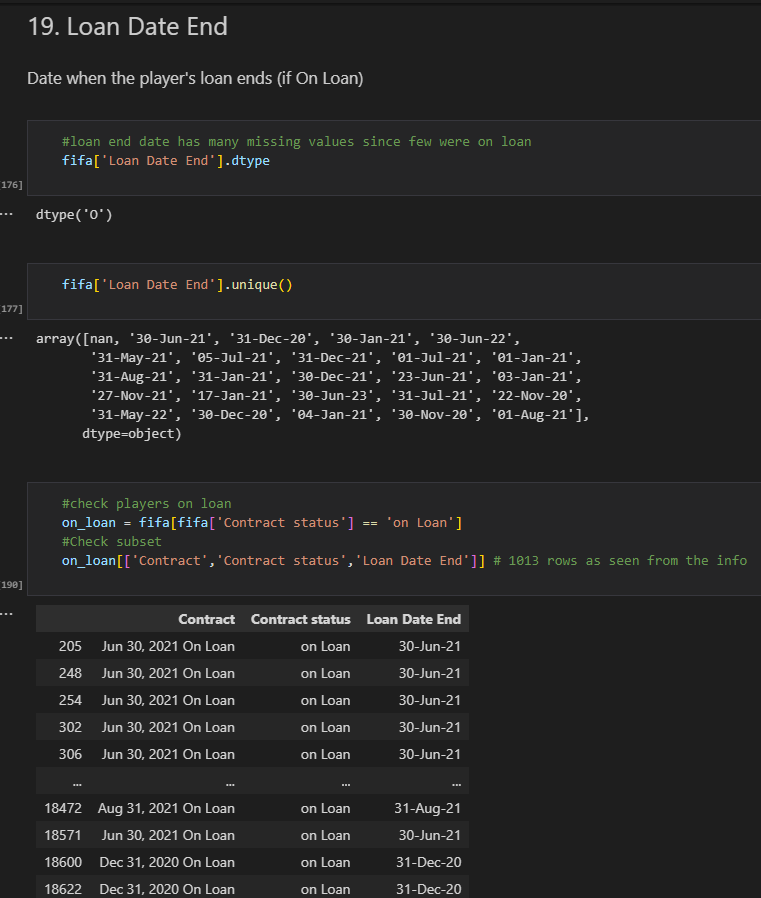 19. Loan Date End
Date when the player's loan ends (if On Loan)
#loan end date has many missing values since few were on loan
fifa['Loan Date End'].dtype
176]
...
dtype('O')
fifa['Loan Date End'].unique()
177]
...
array([nan, '30-Jun-21', '31-Dec-20', '30-Jan-21', '30-Jun-22',
'31-May-21', '05-Jul-21', '31-Dec-21', '01-Jul-21', '01-Jan-21',
'31-Aug-21', '31-Jan-21', '30-Dec-21', '23-Jun-21', '03-Jan-21',
'27-Nov-21', '17-Jan-21', '30-Jun-23', '31-Jul-21', '22-Nov-20',
'31-May-22', '30-Dec-20', '04-Jan-21', '30-Nov-20', '01-Aug-21'],
dtype=object)
#check players on loan
on_loan = fifa[fifa['Contract status'] == 'on Loan']
#Check subset
on_loan[['Contract','Contract status','Loan Date End']] # 1013 rows as seen from the info
190]
...
Contract Contract status Loan Date End
205 Jun 30, 2021 On Loan on Loan 30-Jun-21
248 Jun 30, 2021 On Loan on Loan 30-Jun-21
254 Jun 30, 2021 On Loan on Loan 30-Jun-21
302 Jun 30, 2021 On Loan on Loan 30-Jun-21
306 Jun 30, 2021 On Loan on Loan 30-Jun-21
... ... ... ...
18472 Aug 31, 2021 On Loan on Loan 31-Aug-21
18571 Jun 30, 2021 On Loan on Loan 30-Jun-21
18600 Dec 31, 2020 On Loan on Loan 31-Dec-20
18622 Dec 31, 2020 On Loan on Loan 31-Dec-20